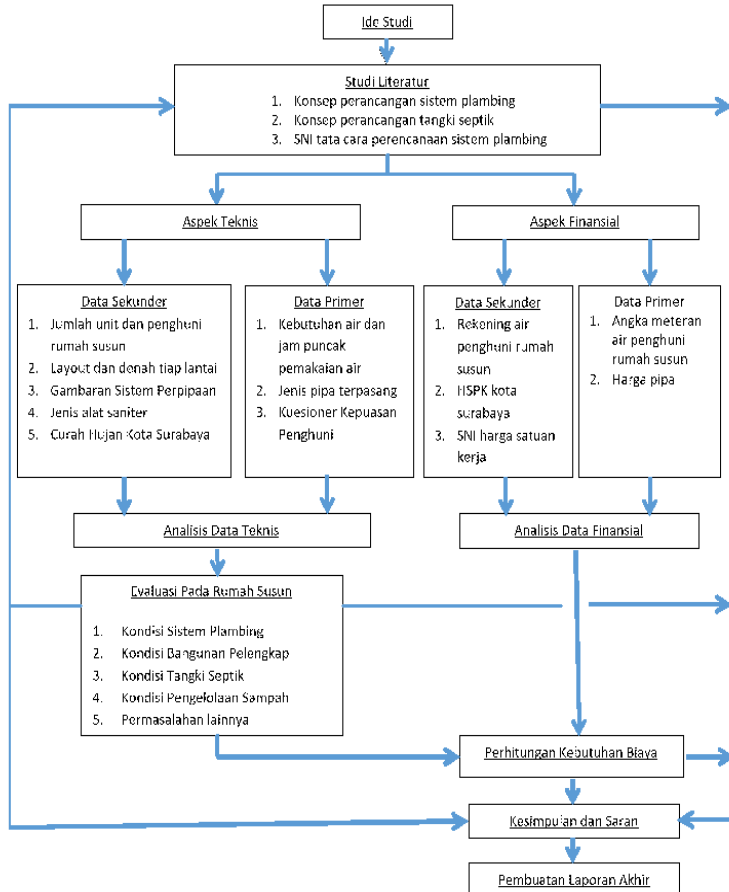 Ide Studi
Studi Literatur
1. Konsep perancangan sistem plambing
2. Konsep perancangan tangki septik
3. SNI tata cara perencanaan sistem plambing
Aspek Teknis
Aspek Finansial
Data Sekunder
1. Jumlah unit dan penghuni
rumah susun
2. Layout dan denah tiap lantai
3. Gambaran Sistem Perpipaan
4. Jenis alat saniter
5. Curah Hujan Kota Surabaya
Data Primer
1. Kebutuhan air dan
jam puncak
pemakaian air
2. Jenis pipa terpasang
3. Kuesioner Kepuasan
Penghuni
Data Sekunder
1. Rekening air
penghuni rumah
susun
2. HSPK kota
surabaya
3. SNI harga satuan
kerja
Data Primer
1. Angka meteran
air penghuni
rumah susun
2. Harga pipa
Analisis Data Teknis
Analisis Data Finansial
Evaluasi Pada Rumah Susun
1. Kondisi Sistem Plambing
2. Kondisi Bangunan Pelengkap
3. Kondisi Tangki Septik
4. Kondisi Pengelolaan Sampah
5. Permasalahan lainnya
Perhitungan Kebutuhan Biaya
Kesimpulan dan Saran
Pembuatan Laporan Akhir